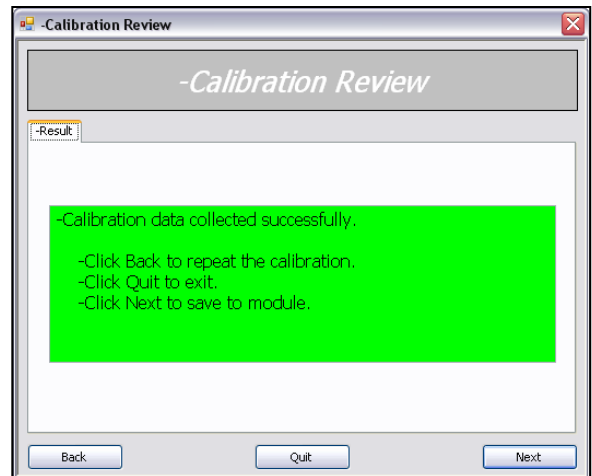 -Calibration Review
-Calibration Review
-Result
-Calibration data collected successfully.
-Click Back to repeat the calibration.
-Click Quit to exit.
-Click Next to save to module.
Back Quit Next